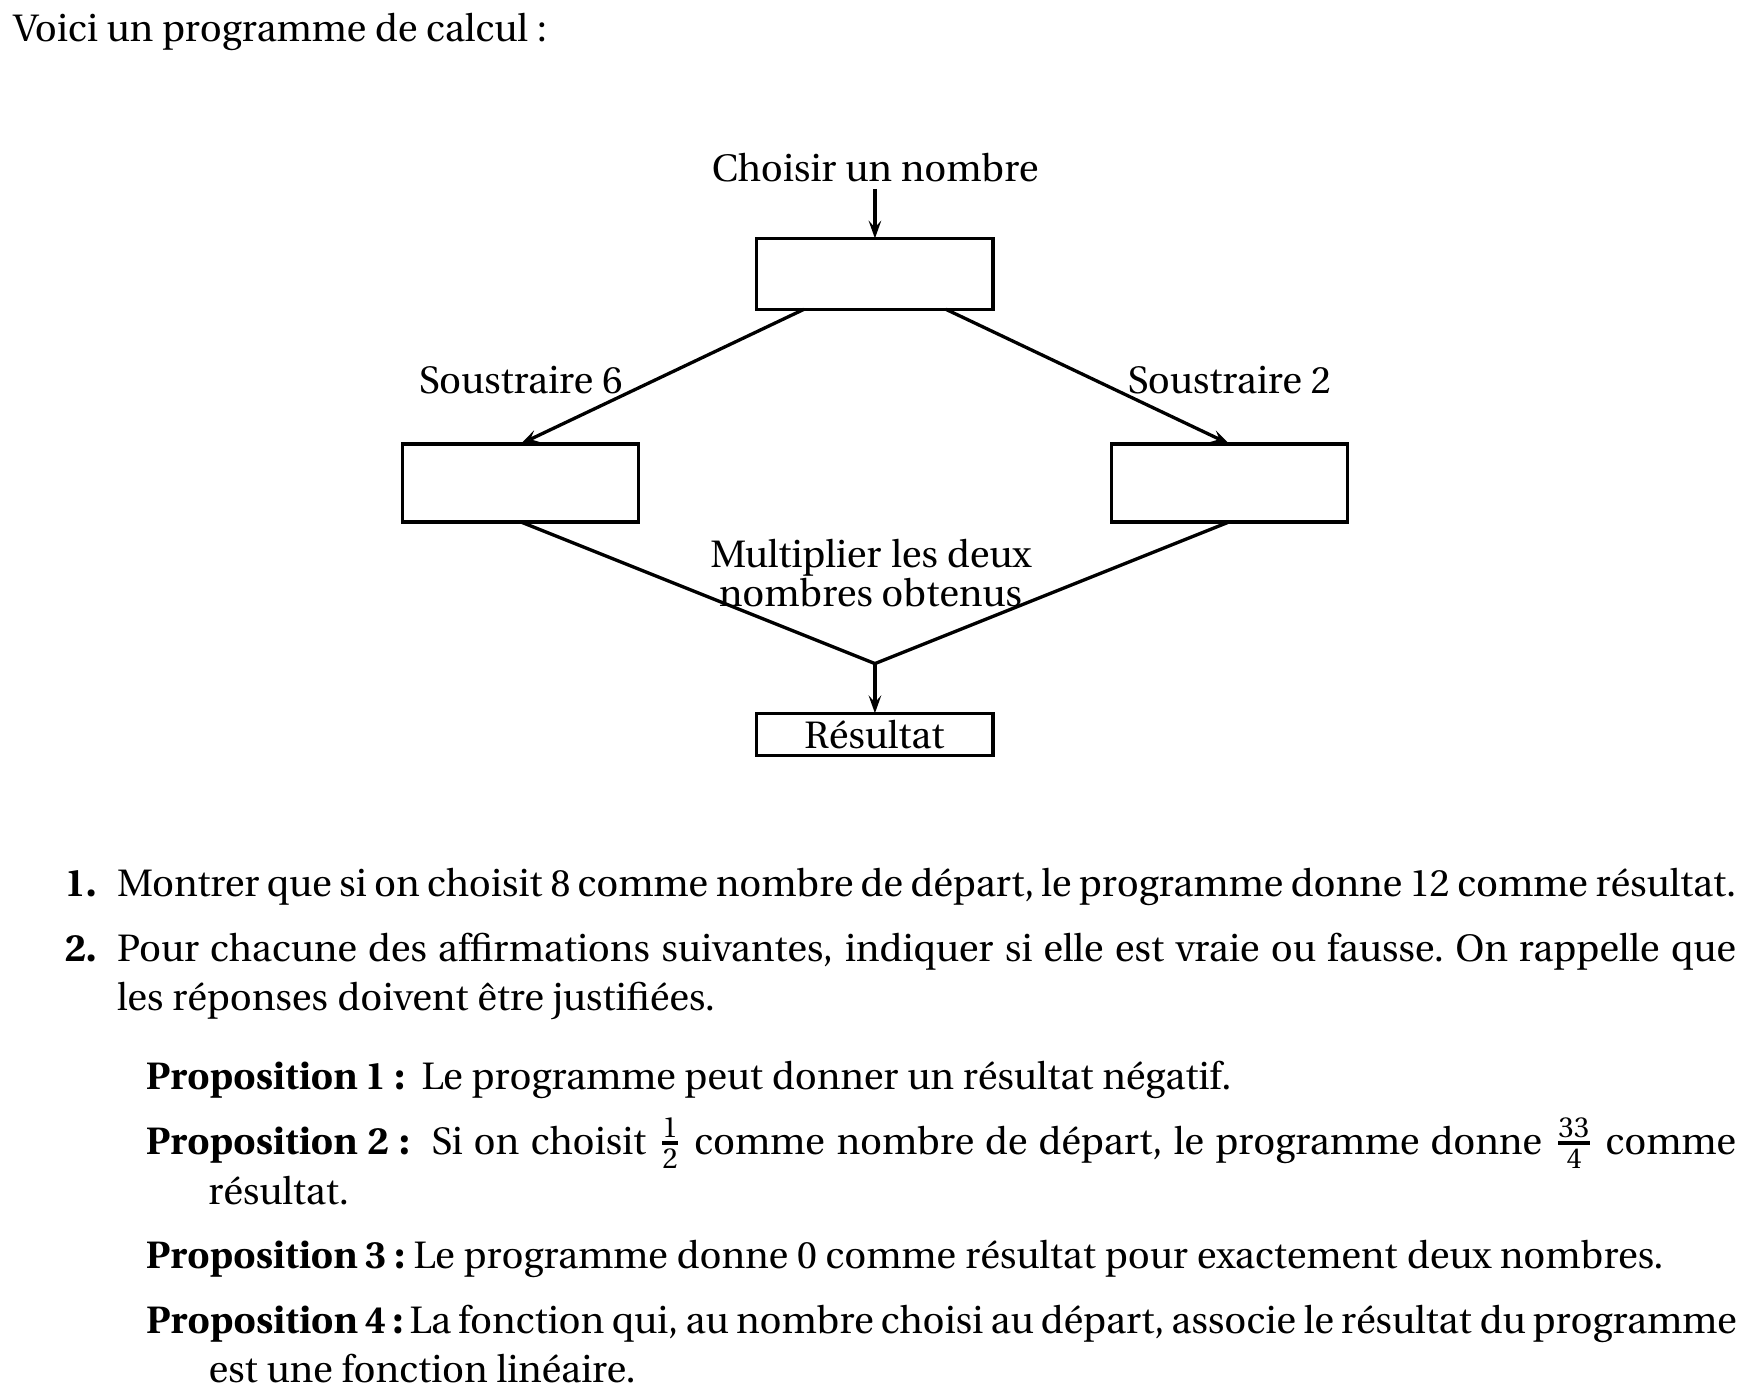 Voici un programme de calcul :
Choisir un nombre
Soustraire 6
Soustraire 2
Multiplier les deux
nombres obtenus
Résultat
1. Montrer que si on choisit 8 comme nombre de départ, le programme donne 12 comme résultat.
2. Pour chacune des affirmations suivantes, indiquer si elle est vraie ou fausse. On rappelle que
les réponses doivent être justifiées.
Proposition 1 : Le programme peut donner un résultat négatif.
Proposition 2 : Si on choisit 1/2 comme nombre de départ, le programme donne 33/4 comme
résultat.
Proposition 3 : Le programme donne 0 comme résultat pour exactement deux nombres.
Proposition 4 : La fonction qui, au nombre choisi au départ, associe le résultat du programme
est une fonction linéaire.